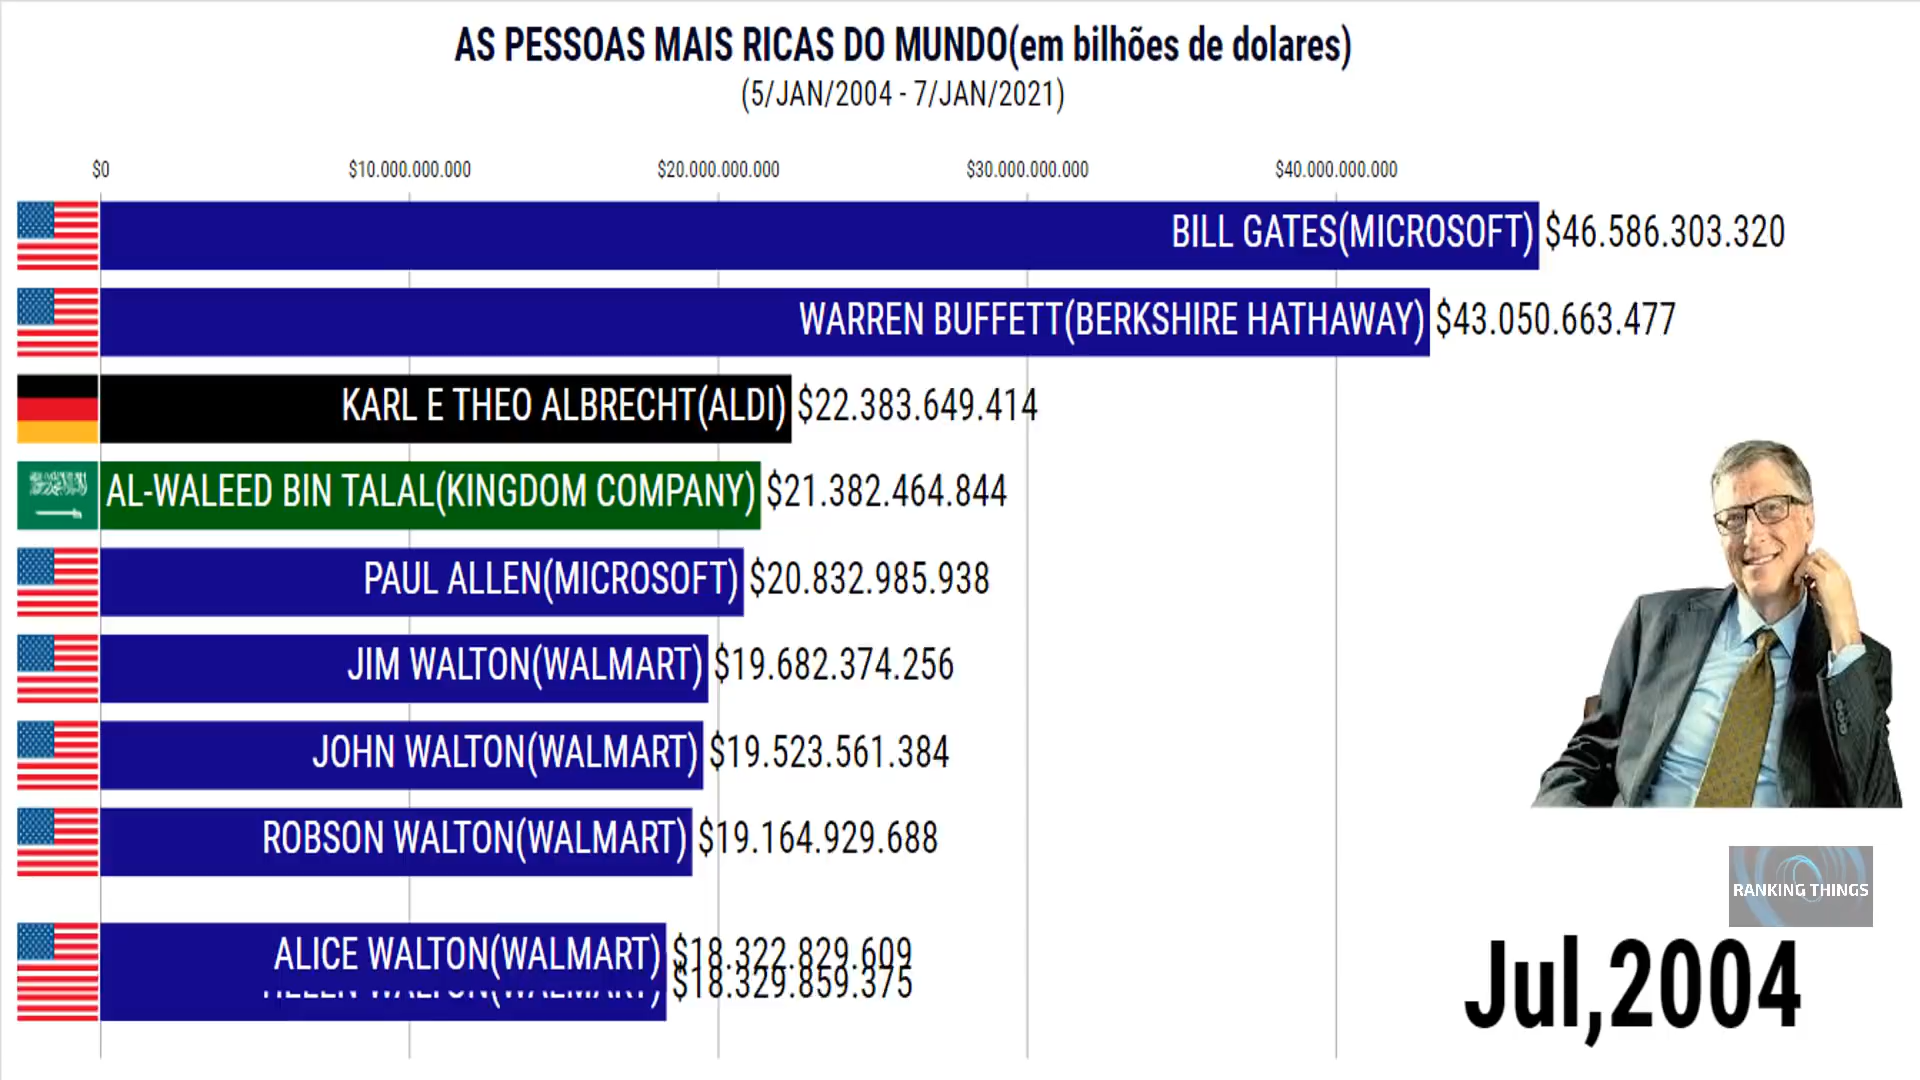 AS PESSOAS MAIS RICAS DO MUNDO(em bilhões de dolares)
(5/JAN/2004 - 7/JAN/2021)
$0 $10.000.000.000 $20.000.000.000 $30.000.000.000 $40.000.000.000
BILL GATES(MICROSOFT) $46.586.303.320
WARREN BUFFETT(BERKSHIRE HATHAWAY) $43.050.663.477
KARL E THEO ALBRECHT(ALDI) $22.383.649.414
AL-WALEED BIN TALAL(KINGDOM COMPANY) $21.382.464.844
PAUL ALLEN(MICROSOFT) $20.832.985.938
JIM WALTON(WALMART) $19.682.374.256
JOHN WALTON(WALMART) $19.523.561.384
ROBSON WALTON(WALMART) $19.164.929.688
RANKING THINGS
ALICE WALTON(WALMART) $18.322.829.609
$18.329.859.375
Jul,2004